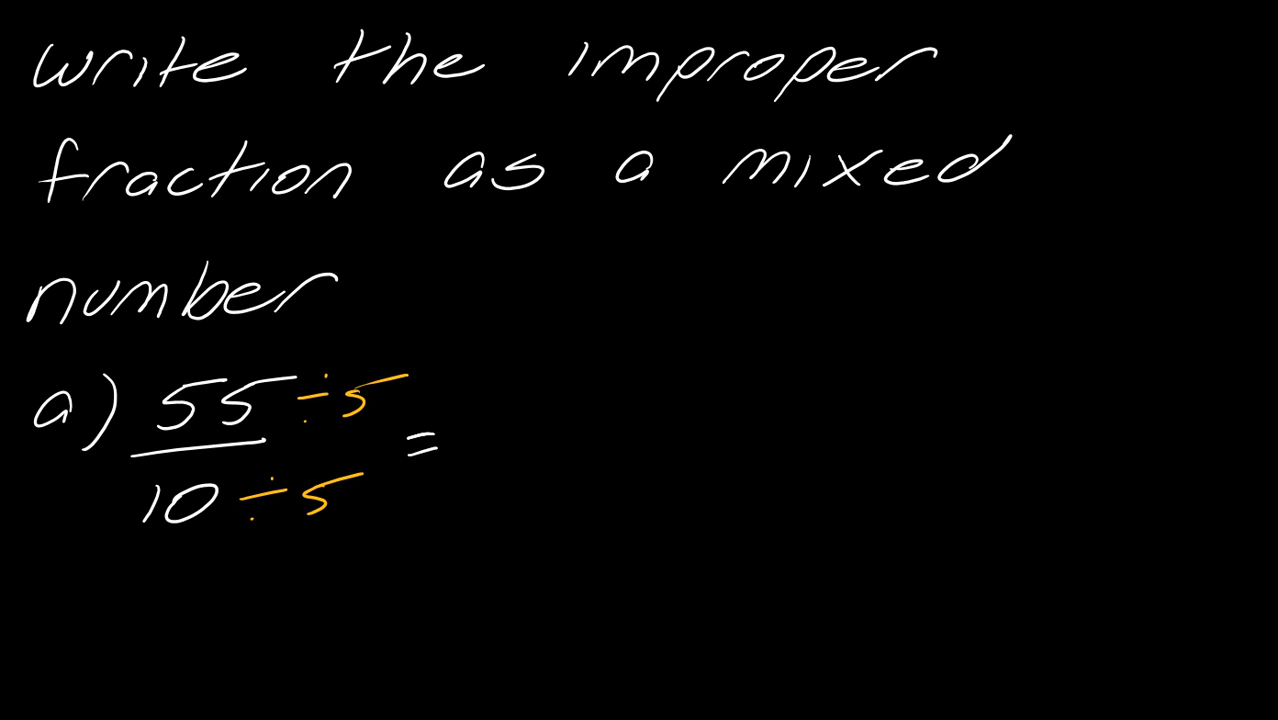 write the improper
fraction as a mixed
number
a) 55 ÷5
10 ÷5 =